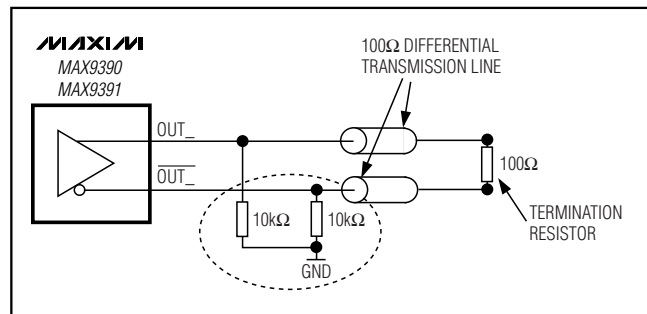 MAXIM
MAX9390
MAX9391
100Ω DIFFERENTIAL
TRANSMISSION LINE
OUT_
OUT_
100Ω
10kΩ
10kΩ
TERMINATION
RESISTOR
GND